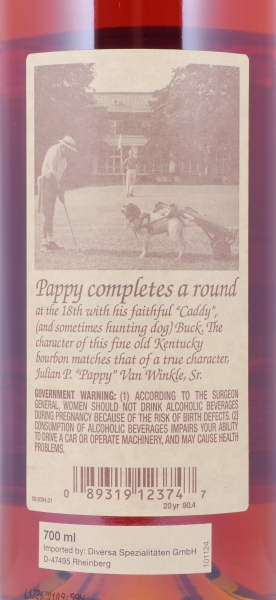 Pappy completes a round
at the 18th with his faithful "Caddy",
(and sometimes hunting dog) Buck. The
character of this fine old Kentucky
bourbon matches that of a true character,
Julian P. "Pappy" Van Winkle, Sr.
GOVERNMENT WARNING: (1) ACCORDING TO THE SURGEON
GENERAL, WOMEN SHOULD NOT DRINK ALCOHOLIC BEVERAGES
DURING PREGNANCY BECAUSE OF THE RISK OF BIRTH DEFECTS. (2)
CONSUMPTION OF ALCOHOLIC BEVERAGES IMPAIRS YOUR ABILITY
TO DRIVE A CAR OR OPERATE MACHINERY, AND MAY CAUSE HEALTH
PROBLEMS.
0 89319 12374 7
20 yr 90.4
700 ml
Imported by: Diversa Spezialitäten GmbH
D-47495 Rheinberg
101124